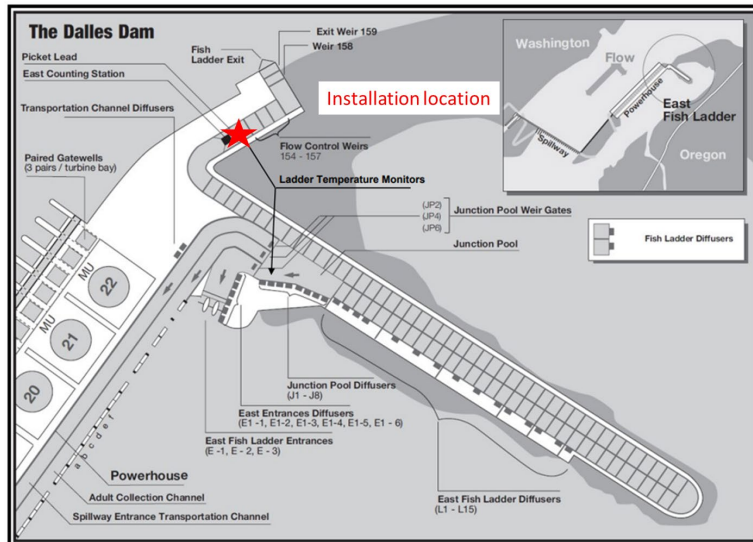 The Dalles Dam
Picket Lead
East Counting Station
Transportation Channel Diffusers
Paired Gatewells
(3 pairs / turbine bay)
Fish
Ladder Exit
Exit Weir 159
Weir 158
Installation location
Flow Control Weirs
154 - 157
Ladder Temperature Monitors
(JP2)
(JP4)
(JP6)
Junction Pool Weir Gates
Junction Pool
Washington
Flow
Powerhouse
East
Fish Ladder
Spillway
Oregon
Fish Ladder Diffusers
MU
22
MU
21
20
Junction Pool Diffusers
(J1 - J8)
East Entrances Diffusers
(E1 -1, E1-2, E1-3, E1-4, E1-5, E1 - 6)
East Fish Ladder Entrances
(E -1, E - 2, E - 3)
a b c d e f
Powerhouse
Adult Collection Channel
Spillway Entrance Transportation Channel
East Fish Ladder Diffusers
(L1 - L15)